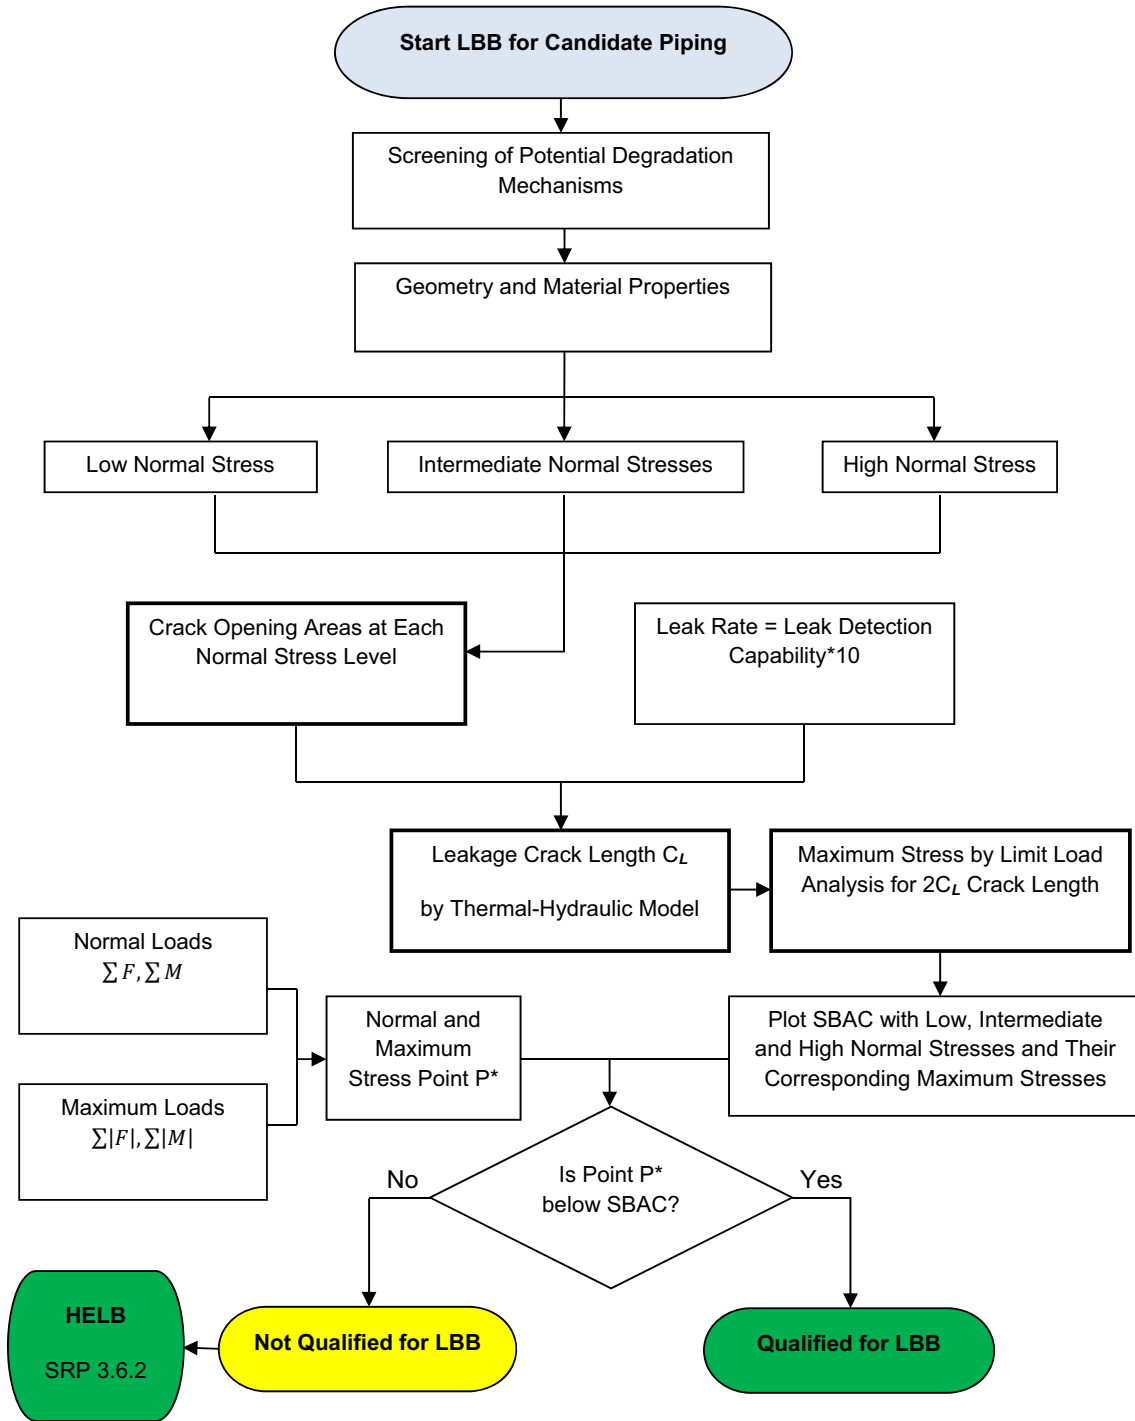 Start LBB for Candidate Piping
Screening of Potential Degradation
Mechanisms
Geometry and Material Properties
Low Normal Stress
Intermediate Normal Stresses
High Normal Stress
Crack Opening Areas at Each
Normal Stress Level
Leak Rate = Leak Detection
Capability*10
Leakage Crack Length C_L
by Thermal-Hydraulic Model
Maximum Stress by Limit Load
Analysis for 2C_L Crack Length
Normal Loads
∑ F, ∑ M
Maximum Loads
∑|F|, ∑|M|
Normal and
Maximum
Stress Point P*
Plot SBAC with Low, Intermediate
and High Normal Stresses and Their
Corresponding Maximum Stresses
Is Point P*
below SBAC?
No
Yes
HELB
SRP 3.6.2
Not Qualified for LBB
Qualified for LBB